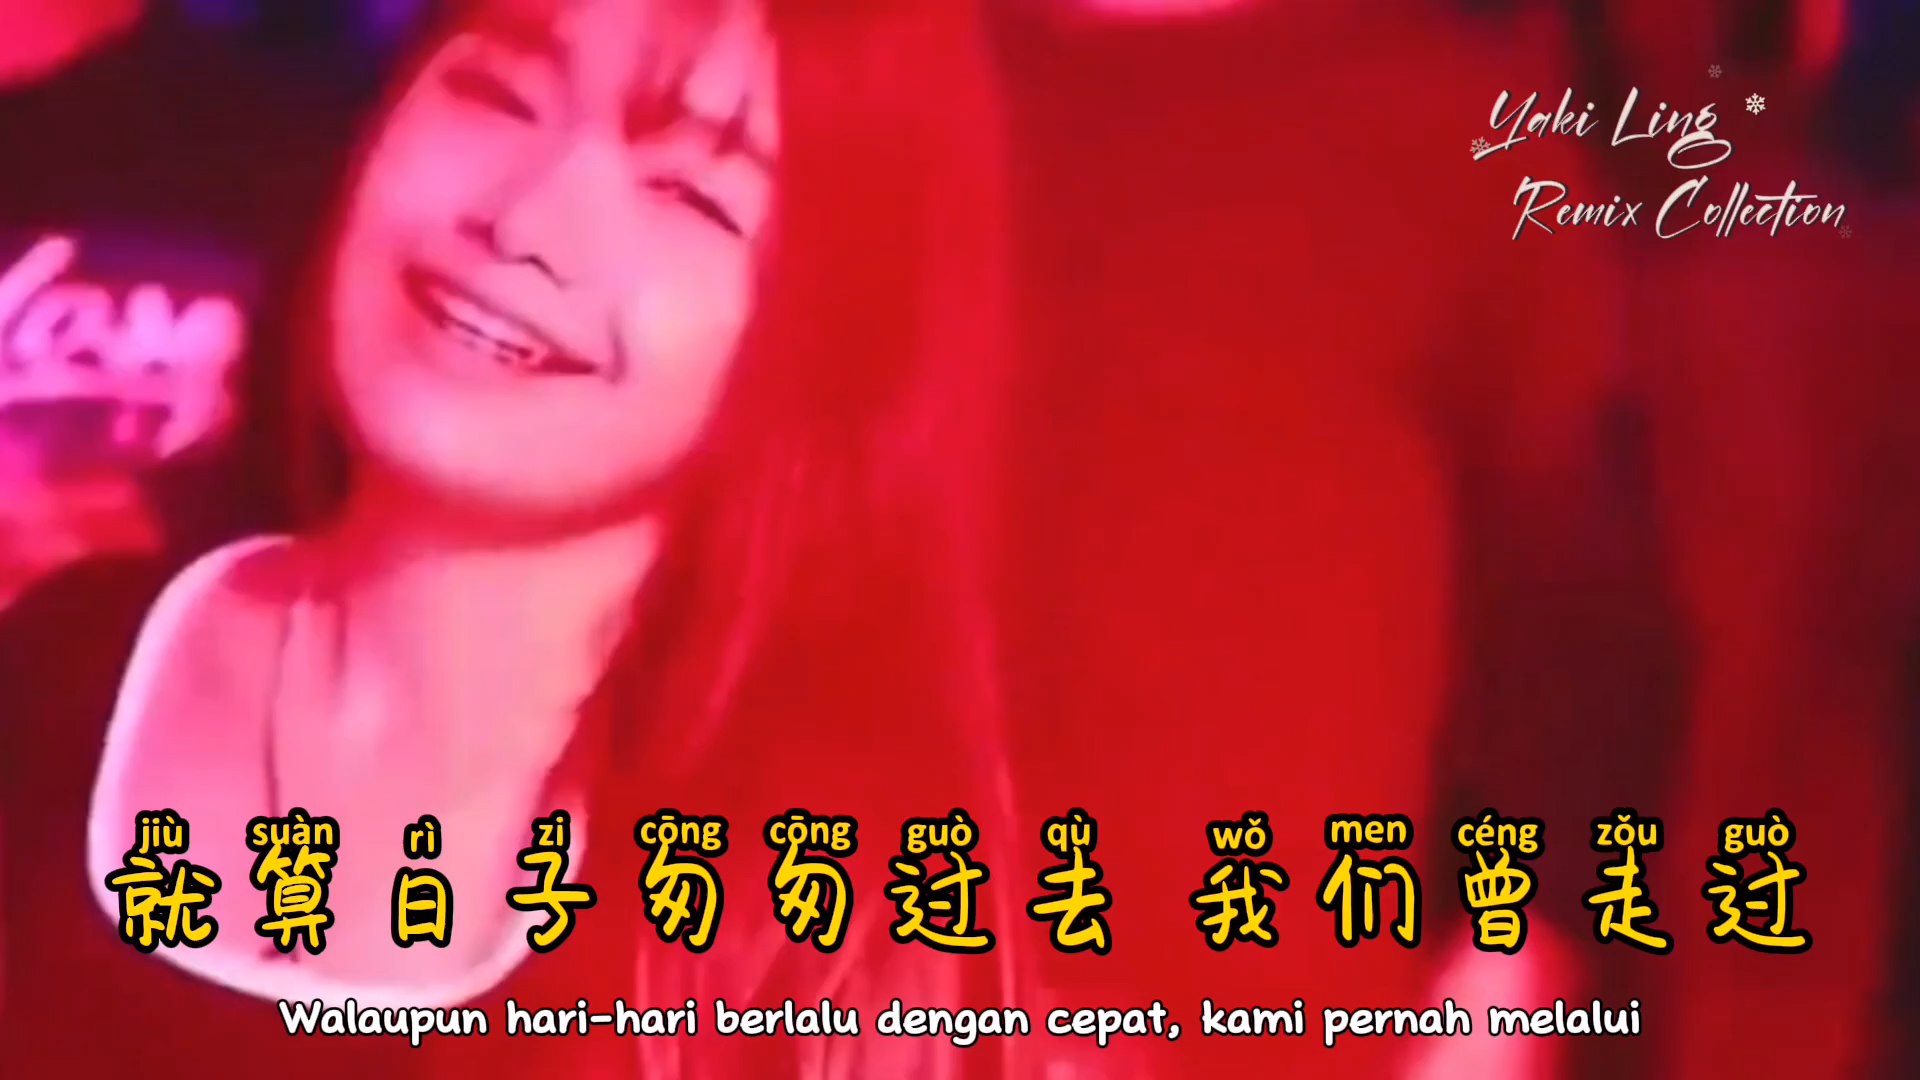 Yaki Ling
Remix Collection
jiù suàn rì zi cōng cōng guò qù wǒ men céng zǒu guò
就算日子匆匆过去 我们曾走过
Walaupun hari-hari berlalu dengan cepat, kami pernah melalui